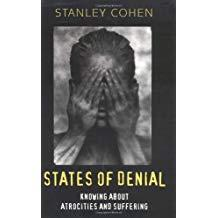 STANLEY COHEN
STATES OF DENIAL
KNOWING ABOUT
ATROCITIES AND SUFFERING